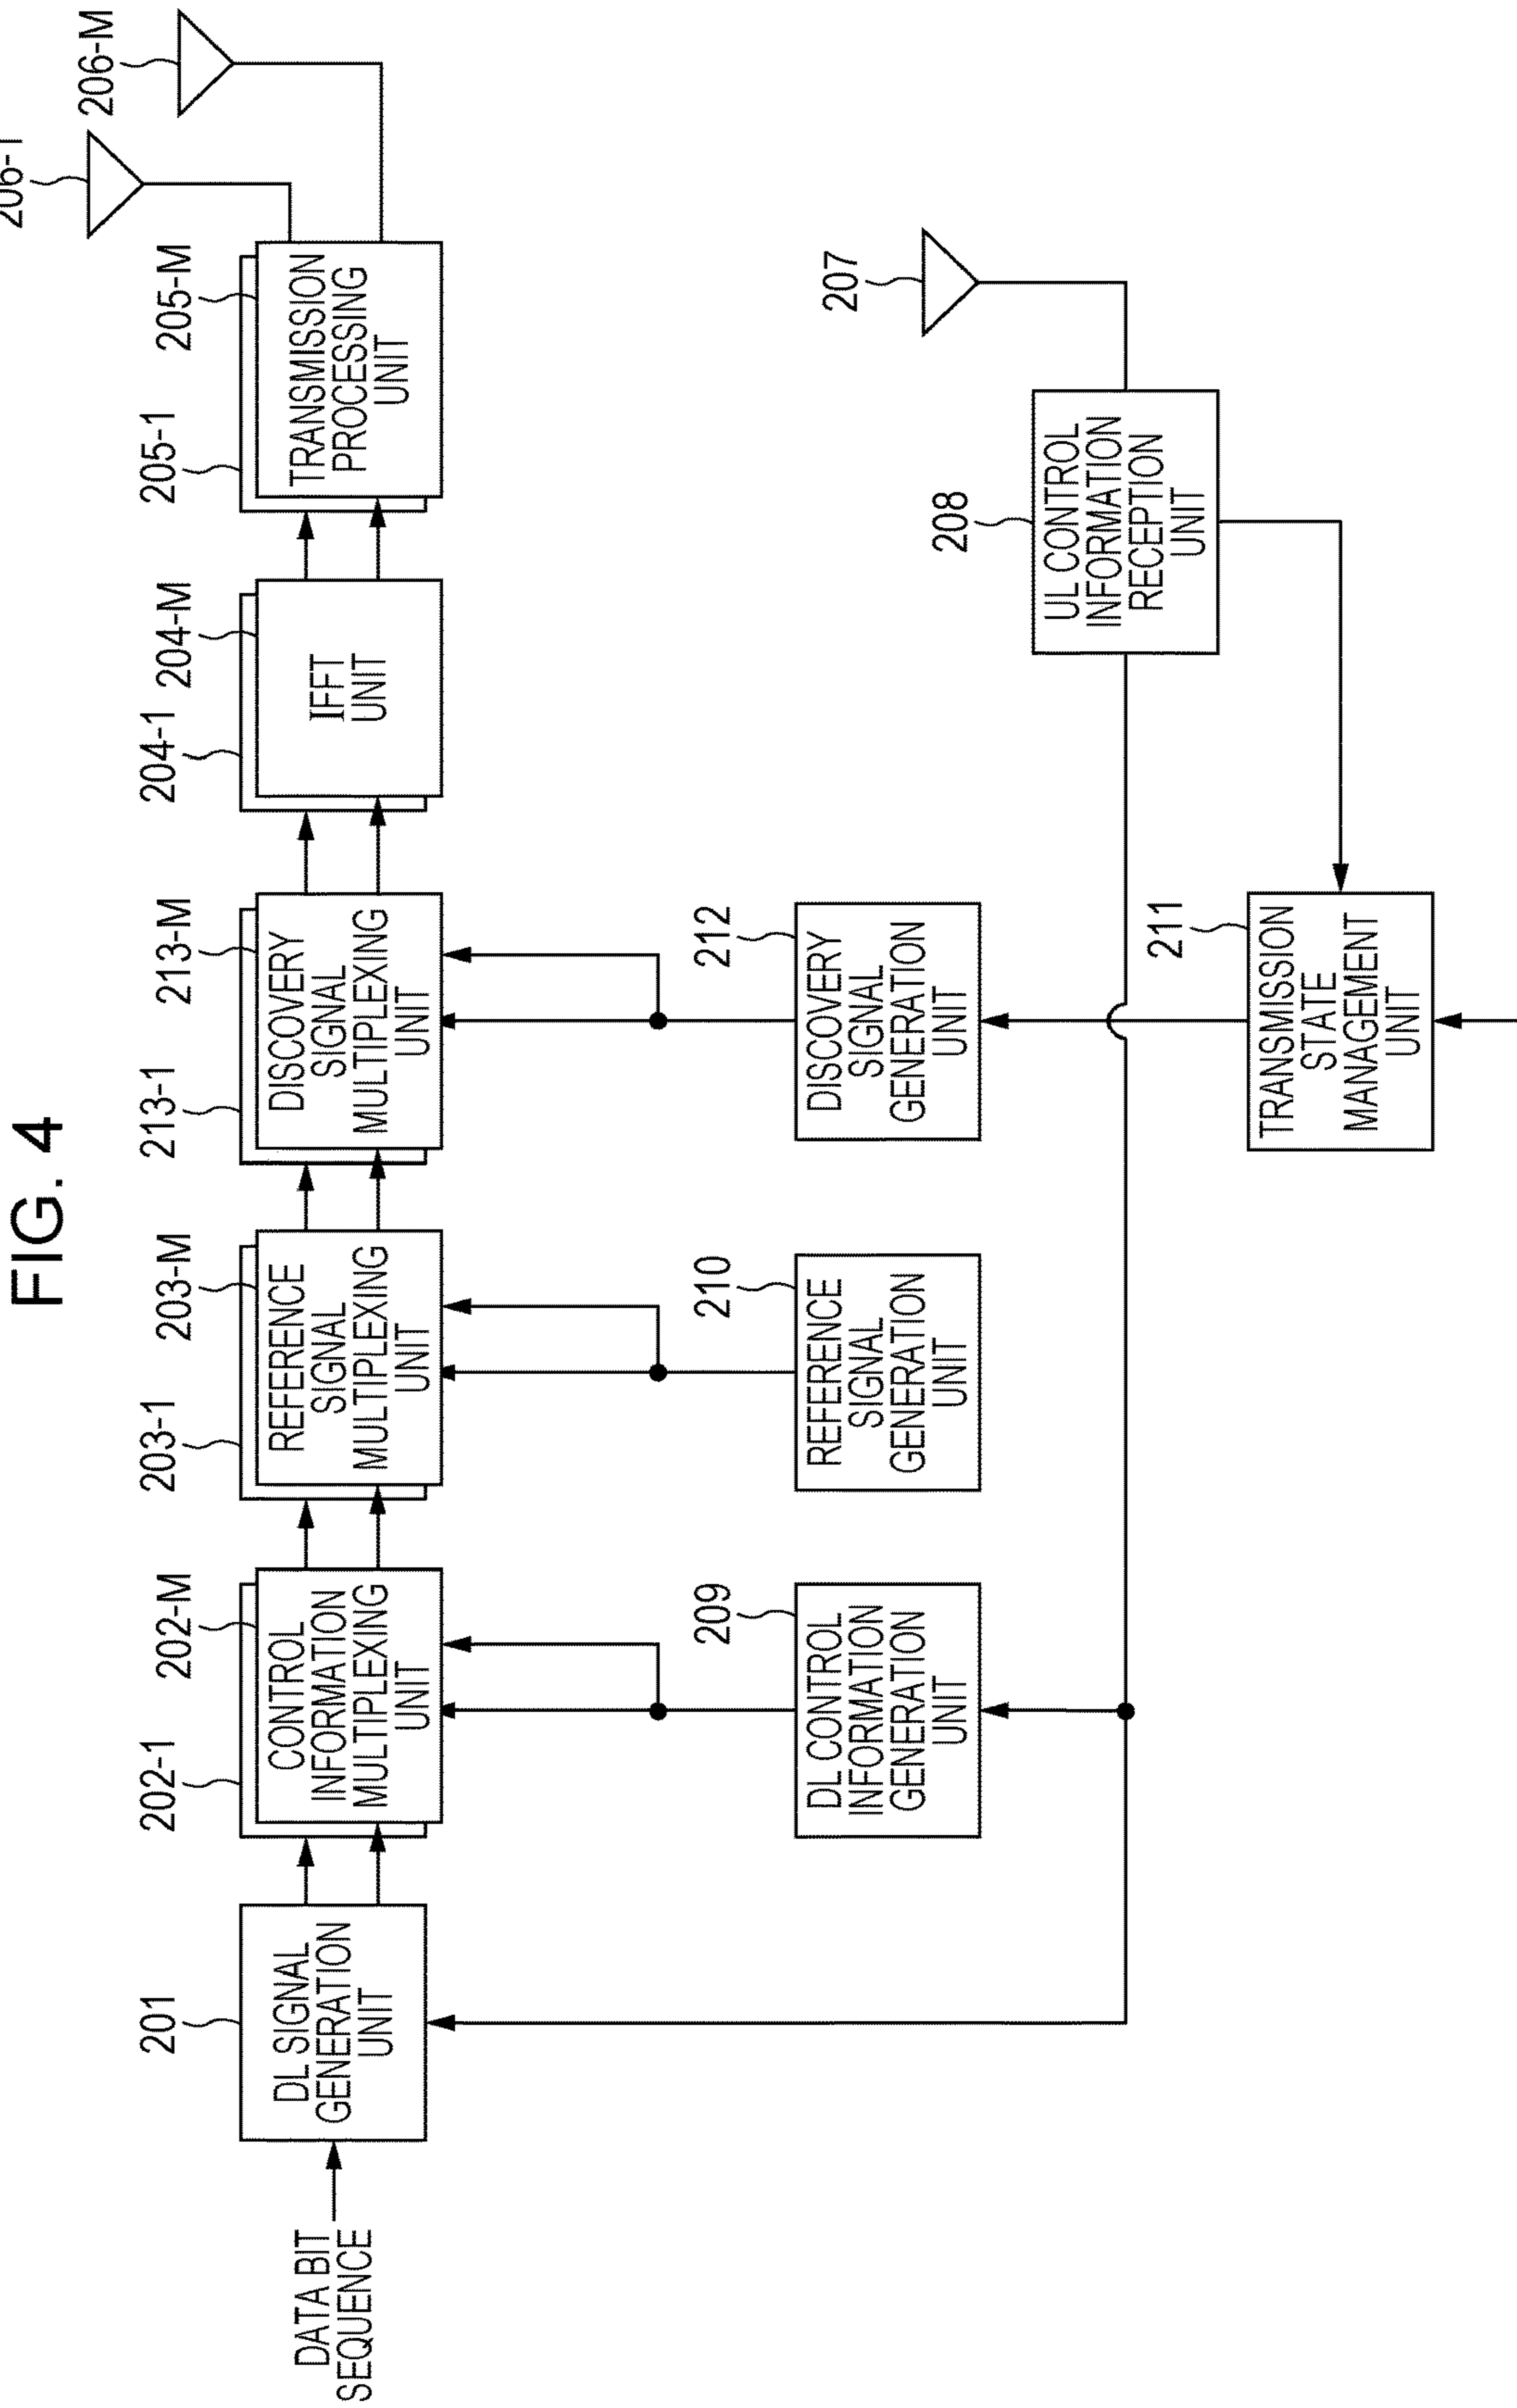 FIG. 4
206-1
206-M
205-1
205-M
TRANSMISSION
PROCESSING
UNIT
204-1
204-M
IFFT
UNIT
213-1
213-M
DISCOVERY
SIGNAL
MULTIPLEXING
UNIT
203-1
203-M
REFERENCE
SIGNAL
MULTIPLEXING
UNIT
202-1
202-M
CONTROL
INFORMATION
MULTIPLEXING
UNIT
201
DL SIGNAL
GENERATION
UNIT
DATA BIT
SEQUENCE
207
208
UL CONTROL
INFORMATION
RECEPTION
UNIT
212
DISCOVERY
SIGNAL
GENERATION
UNIT
210
REFERENCE
SIGNAL
GENERATION
UNIT
209
DL CONTROL
INFORMATION
GENERATION
UNIT
211
TRANSMISSION
STATE
MANAGEMENT
UNIT